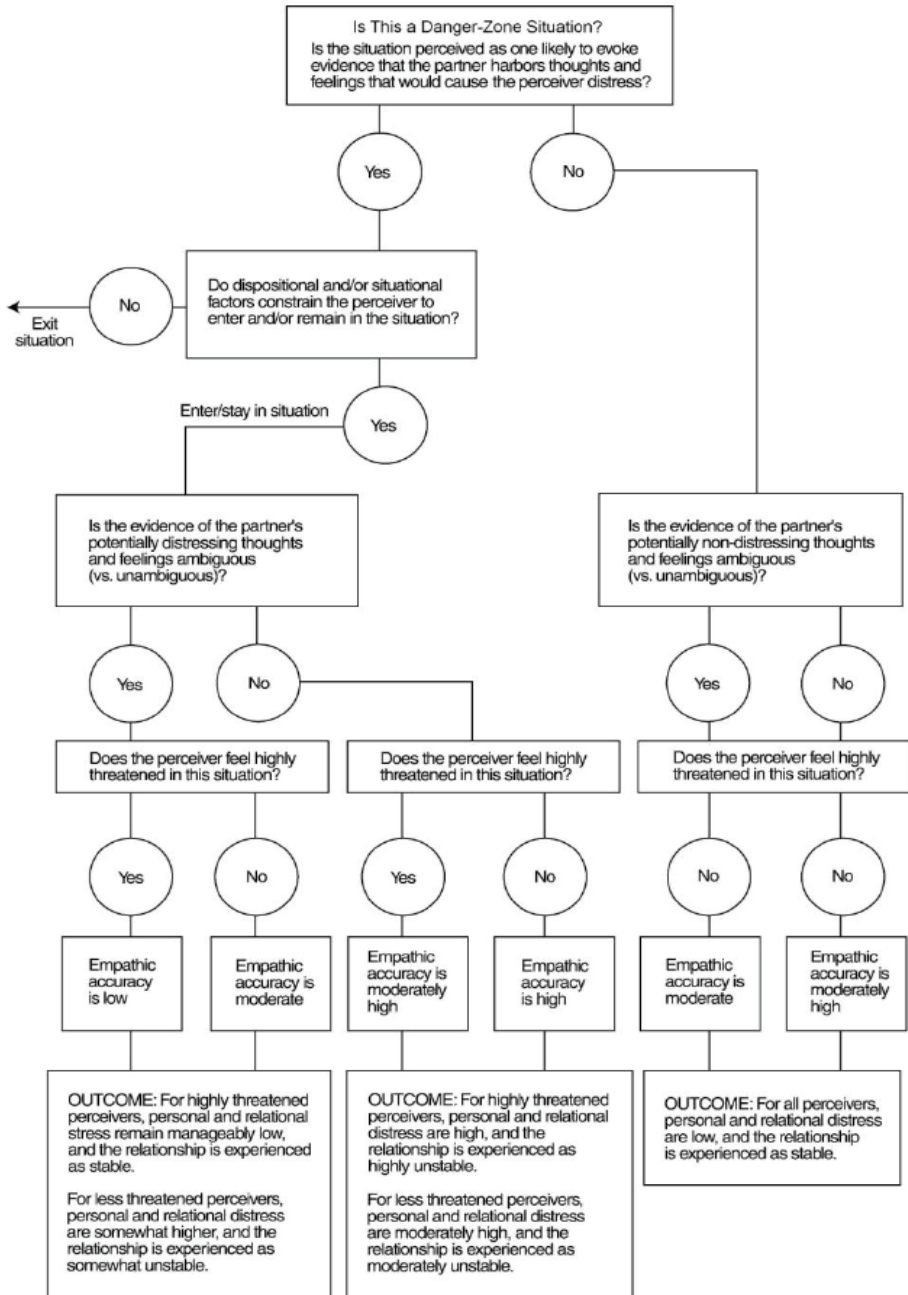 Is This a Danger-Zone Situation?
Is the situation perceived as one likely to evoke
evidence that the partner harbors thoughts and
feelings that would cause the perceiver distress?
Yes
No
Do dispositional and/or situational
factors constrain the perceiver to
enter and/or remain in the situation?
No
Exit
situation
Enter/stay in situation
Yes
Is the evidence of the partner's
potentially distressing thoughts
and feelings ambiguous
(vs. unambiguous)?
Is the evidence of the partner's
potentially non-distressing thoughts
and feelings ambiguous
(vs. unambiguous)?
Yes
No
Yes
No
Does the perceiver feel highly
threatened in this situation?
Does the perceiver feel highly
threatened in this situation?
Does the perceiver feel highly
threatened in this situation?
Yes
No
Yes
No
No
No
Empathic
accuracy
is low
Empathic
accuracy is
moderate
Empathic
accuracy is
moderately
high
Empathic
accuracy
is high
Empathic
accuracy is
moderate
Empathic
accuracy is
moderately
high
OUTCOME: For highly threatened
perceivers, personal and relational
stress remain manageably low,
and the relationship is experienced
as stable.
For less threatened perceivers,
personal and relational distress
are somewhat higher, and the
relationship is experienced as
somewhat unstable.
OUTCOME: For highly threatened
perceivers, personal and relational
distress are high, and the
relationship is experienced as
highly unstable.
For less threatened perceivers,
personal and relational distress
are moderately high, and the
relationship is experienced as
moderately unstable.
OUTCOME: For all perceivers,
personal and relational distress
are low, and the relationship
is experienced as stable.